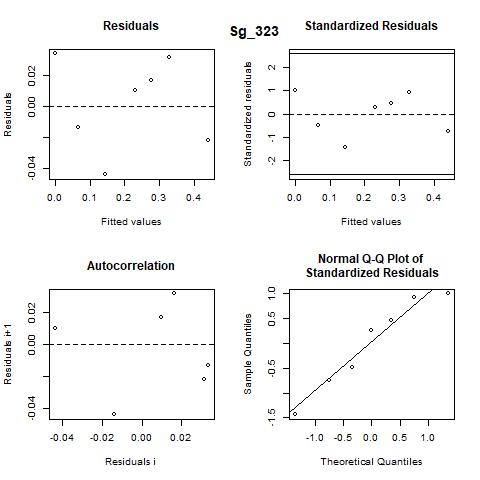 Sg_323
Residuals
Standardized Residuals
Residuals
-0.04
0.00
0.02
0.0
0.1
0.2
0.3
0.4
Fitted values
Standardized residuals
-2
-1
0
1
2
0.0
0.1
0.2
0.3
0.4
Fitted values
Autocorrelation
Normal Q-Q Plot of
Standardized Residuals
Residuals i+1
-0.04
0.00
0.02
-0.04
-0.02
0.00
0.02
Residuals i
Sample Quantiles
-1.5
-0.5
0.5
1.0
-1.0
-0.5
0.0
0.5
1.0
Theoretical Quantiles